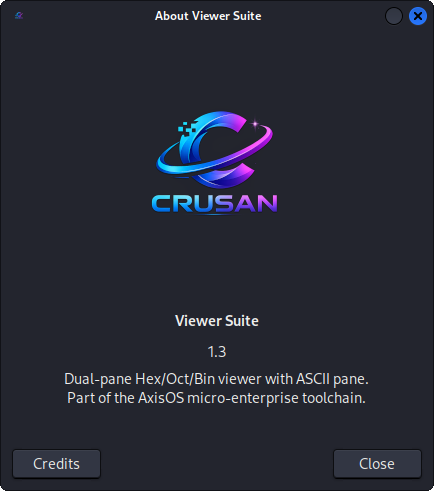 About Viewer Suite
CRUSAN
Viewer Suite
1.3
Dual-pane Hex/Oct/Bin viewer with ASCII pane.
Part of the AxisOS micro-enterprise toolchain.
Credits
Close